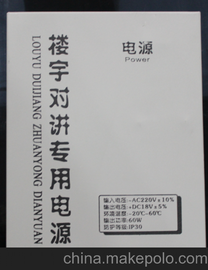 楼宇对讲专用电源
LOUYU DUIJIANG ZHUANYONG DIANYUAN
电源
Power
输入电压:~AC220V±10%
输出电压:+DC18V±5%
环境温度:-20℃~60℃
输出功率:60W
防护等级:IP30
china.makepolo.com